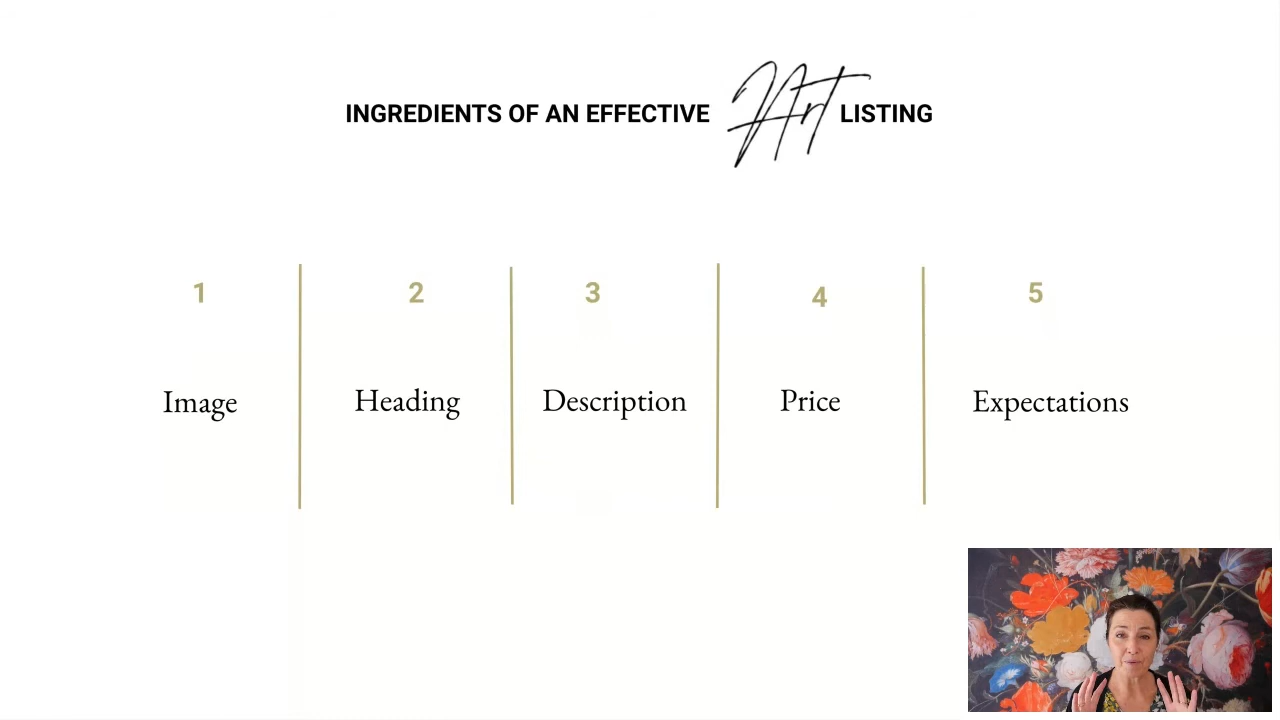 INGREDIENTS OF AN EFFECTIVE Art LISTING
1 2 3 4 5
Image Heading Description Price Expectations